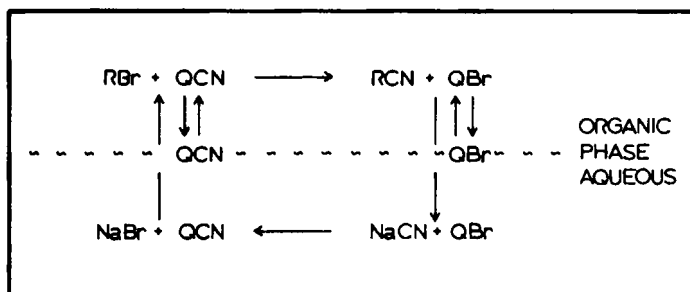 RBr + QCN RCN + QBr
ORGANIC
QCN QBr PHASE
AQUEOUS
NaBr + QCN NaCN + QBr